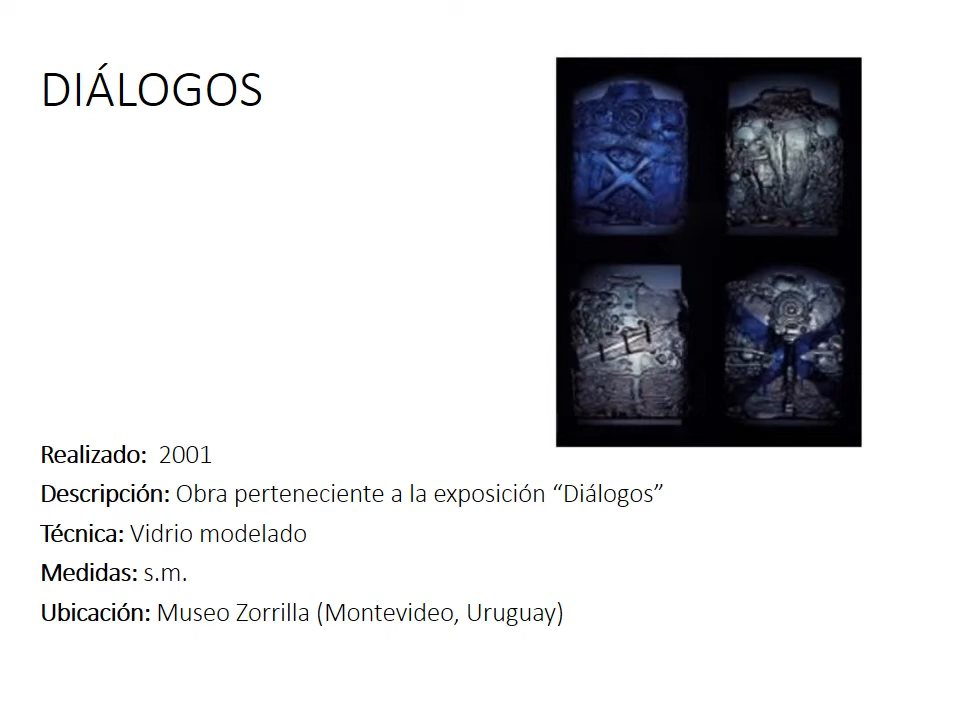 DIÁLOGOS
Realizado: 2001
Descripción: Obra perteneciente a la exposición “Diálogos”
Técnica: Vidrio modelado
Medidas: s.m.
Ubicación: Museo Zorrilla (Montevideo, Uruguay)